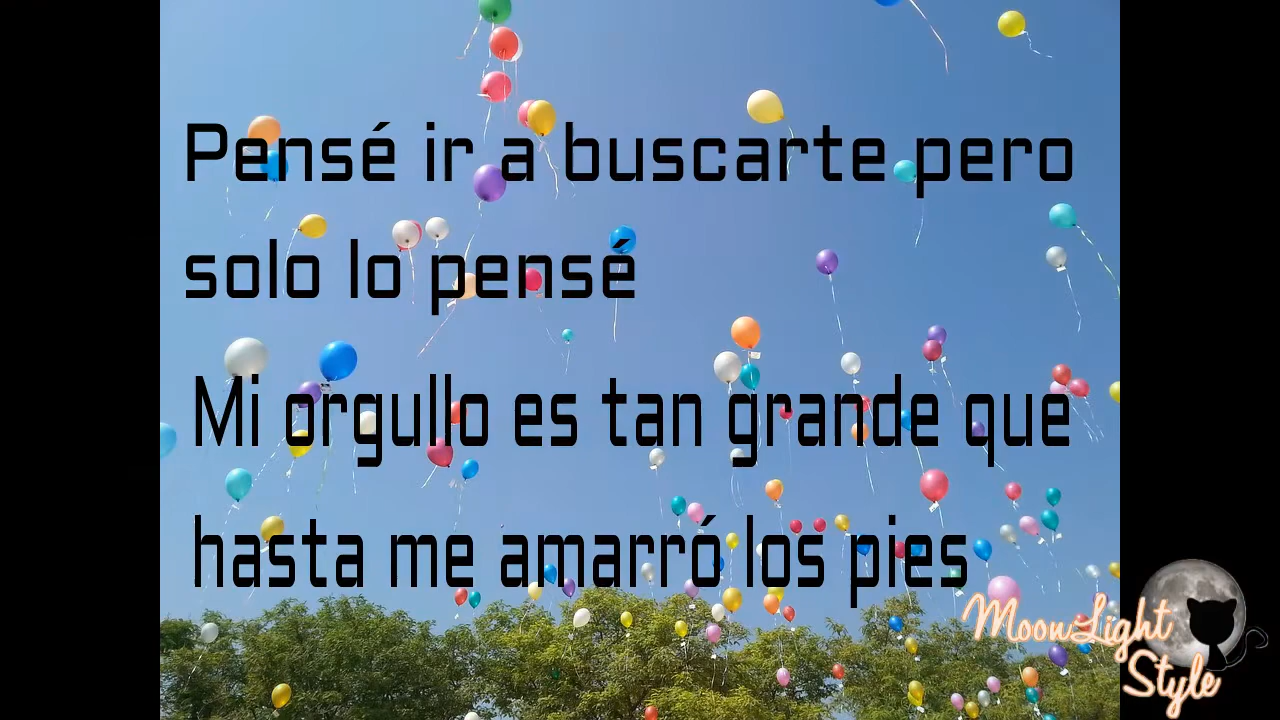 Pensé ir a buscarte pero
solo lo pensé
Mi orgullo es tan grande que
hasta me amarró los pies
MoonLight
Style